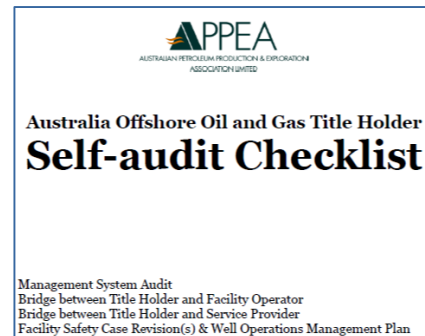 APPEA
AUSTRALIAN PETROLEUM PRODUCTION & EXPLORATION
ASSOCIATION LIMITED
Australia Offshore Oil and Gas Title Holder
Self-audit Checklist
Management System Audit
Bridge between Title Holder and Facility Operator
Bridge between Title Holder and Service Provider
Facility Safety Case Revision(s) & Well Operations Management Plan